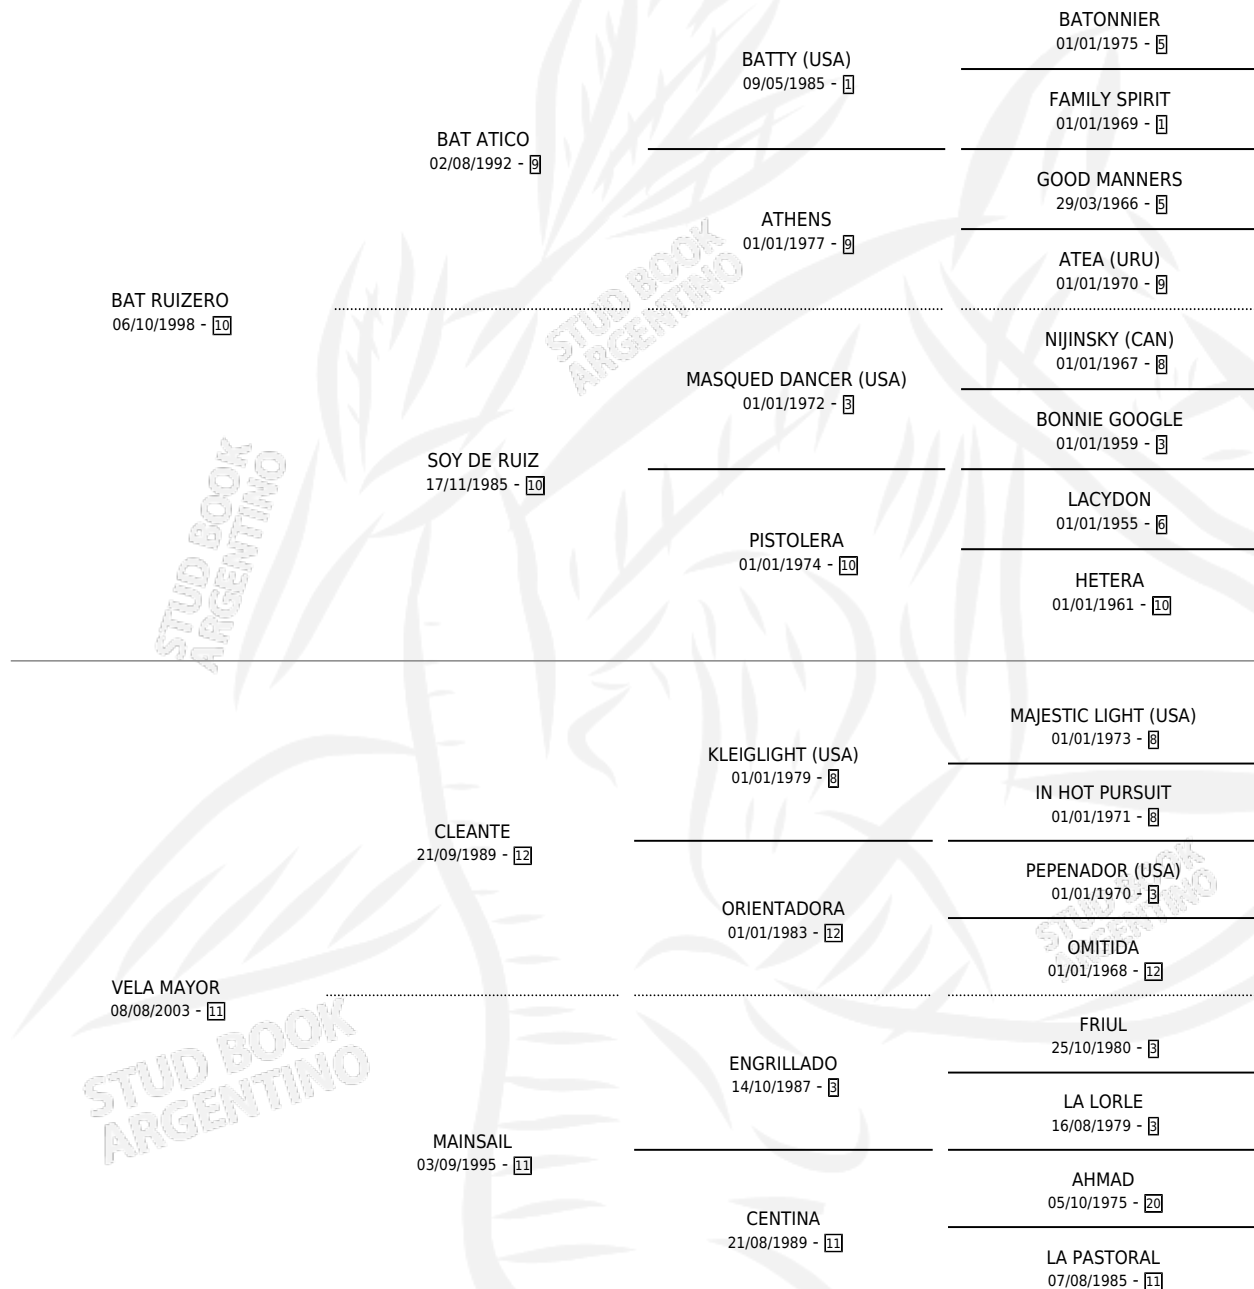 BATONNIER
01/01/1975 - 5
BATTY (USA)
09/05/1985 - 1
FAMILY SPIRIT
01/01/1969 - 1
BAT ATICO
02/08/1992 - 9
GOOD MANNERS
29/03/1966 - 5
ATHENS
01/01/1977 - 9
ATEA (URU)
01/01/1970 - 9
BAT RUIZERO
06/10/1998 - 10
NIJINSKY (CAN)
01/01/1967 - 8
MASQUED DANCER (USA)
01/01/1972 - 3
BONNIE GOOGLE
01/01/1959 - 3
SOY DE RUIZ
17/11/1985 - 10
LACYDON
01/01/1955 - 6
PISTOLERA
01/01/1974 - 10
HETERA
01/01/1961 - 10
MAJESTIC LIGHT (USA)
01/01/1973 - 8
KLEIGLIGHT (USA)
01/01/1979 - 8
IN HOT PURSUIT
01/01/1971 - 8
CLEANTE
21/09/1989 - 12
PEPENADOR (USA)
01/01/1970 - 3
ORIENTADORA
01/01/1983 - 12
OMITIDA
01/01/1968 - 12
VELA MAYOR
08/08/2003 - 11
FRIUL
25/10/1980 - 3
ENGRILLADO
14/10/1987 - 3
LA LORLE
16/08/1979 - 3
MAINSAIL
03/09/1995 - 11
AHMAD
05/10/1975 - 20
CENTINA
21/08/1989 - 11
LA PASTORAL
07/08/1985 - 11
STUD BOOK
ARGENTINO
STUD BOOK
ARGENTINO
STUD BOOK
ARGENTINO
STUD BOOK
ARGENTINO